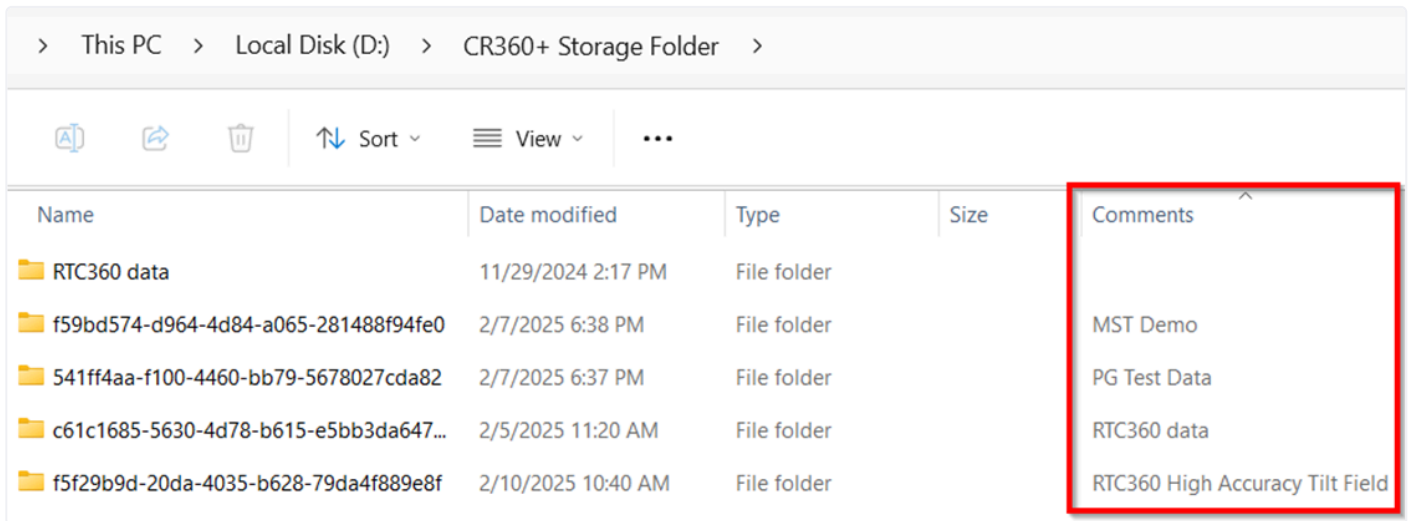 > This PC > Local Disk (D:) > CR360+ Storage Folder >
A Sort View ...
Name Date modified Type Size Comments
RTC360 data 11/29/2024 2:17 PM File folder
f59bd574-d964-4d84-a065-281488f94fe0 2/7/2025 6:38 PM File folder MST Demo
541ff4aa-f100-4460-bb79-5678027cda82 2/7/2025 6:37 PM File folder PG Test Data
c61c1685-5630-4d78-b615-e5bb3da647... 2/5/2025 11:20 AM File folder RTC360 data
f5f29b9d-20da-4035-b628-79da4f889e8f 2/10/2025 10:40 AM File folder RTC360 High Accuracy Tilt Field